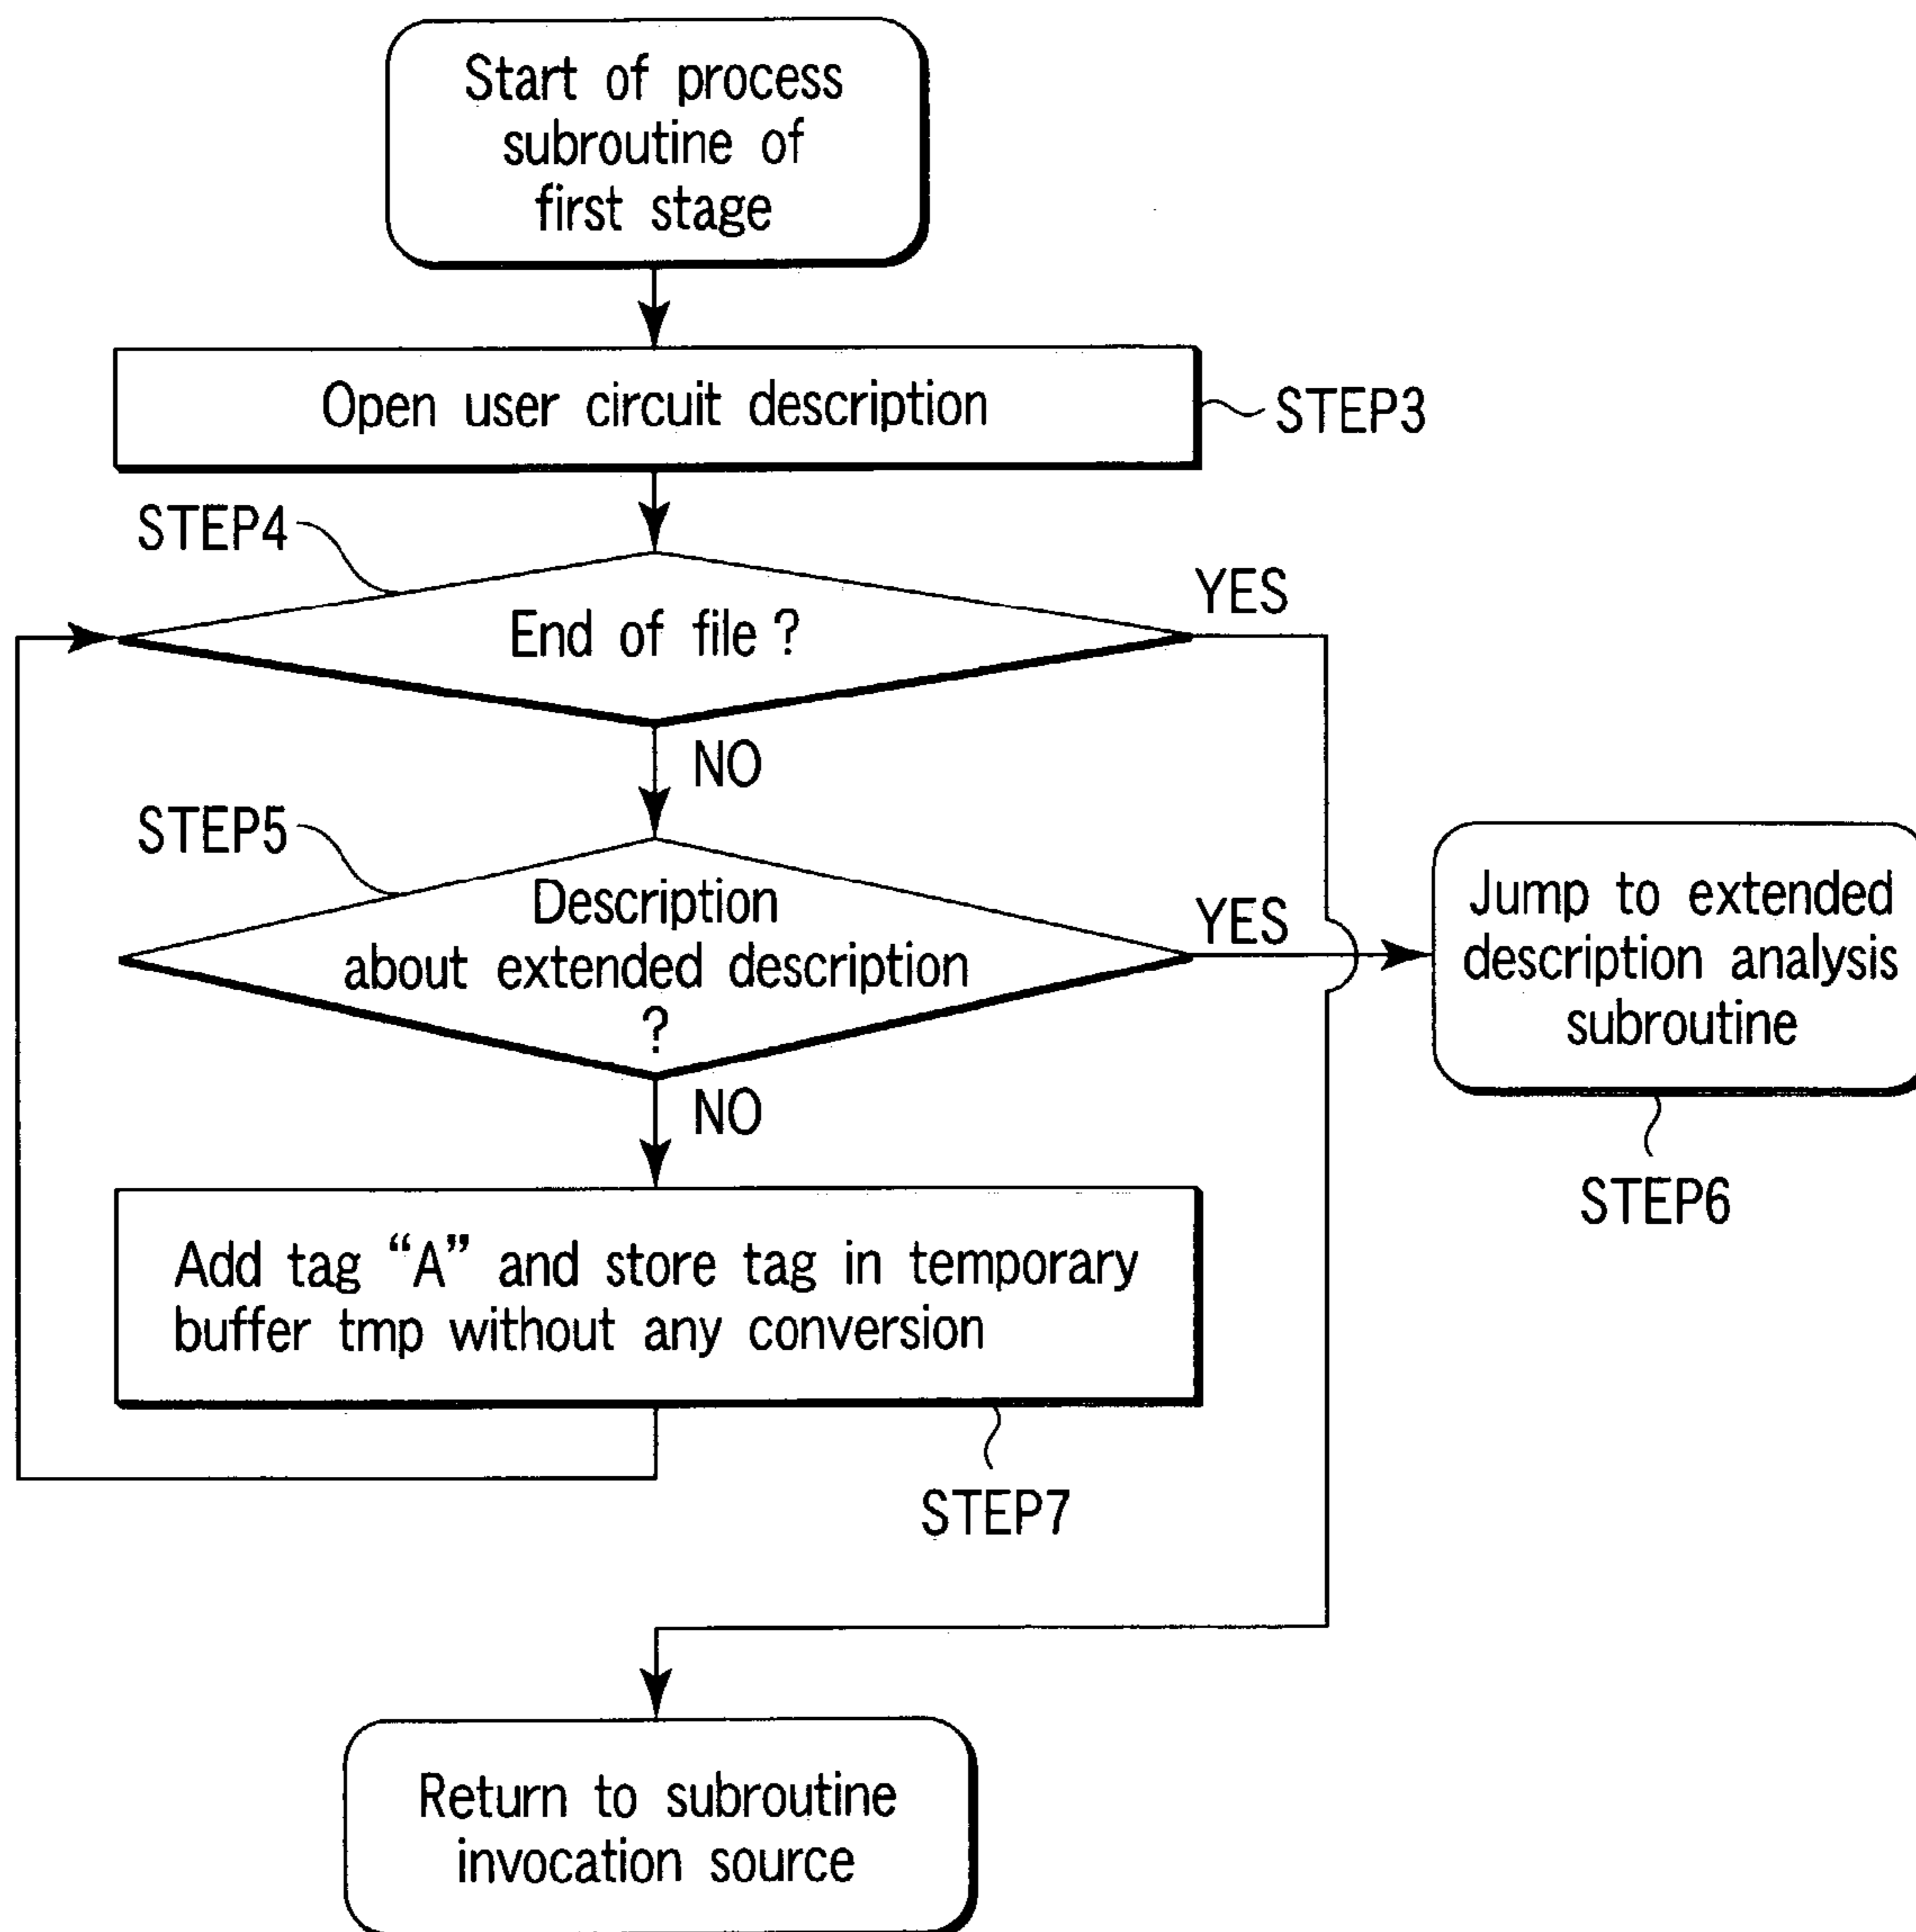 Start of process
subroutine of
first stage
Open user circuit description
STEP3
STEP4
End of file ?
YES
NO
STEP5
Description
about extended description
?
YES
NO
Jump to extended
description analysis
subroutine
STEP6
Add tag “A” and store tag in temporary
buffer tmp without any conversion
STEP7
Return to subroutine
invocation source